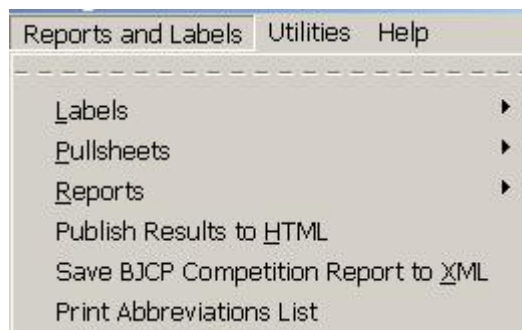 Reports and Labels Utilities Help
Labels
Pullsheets
Reports
Publish Results to HTML
Save BJCP Competition Report to XML
Print Abbreviations List